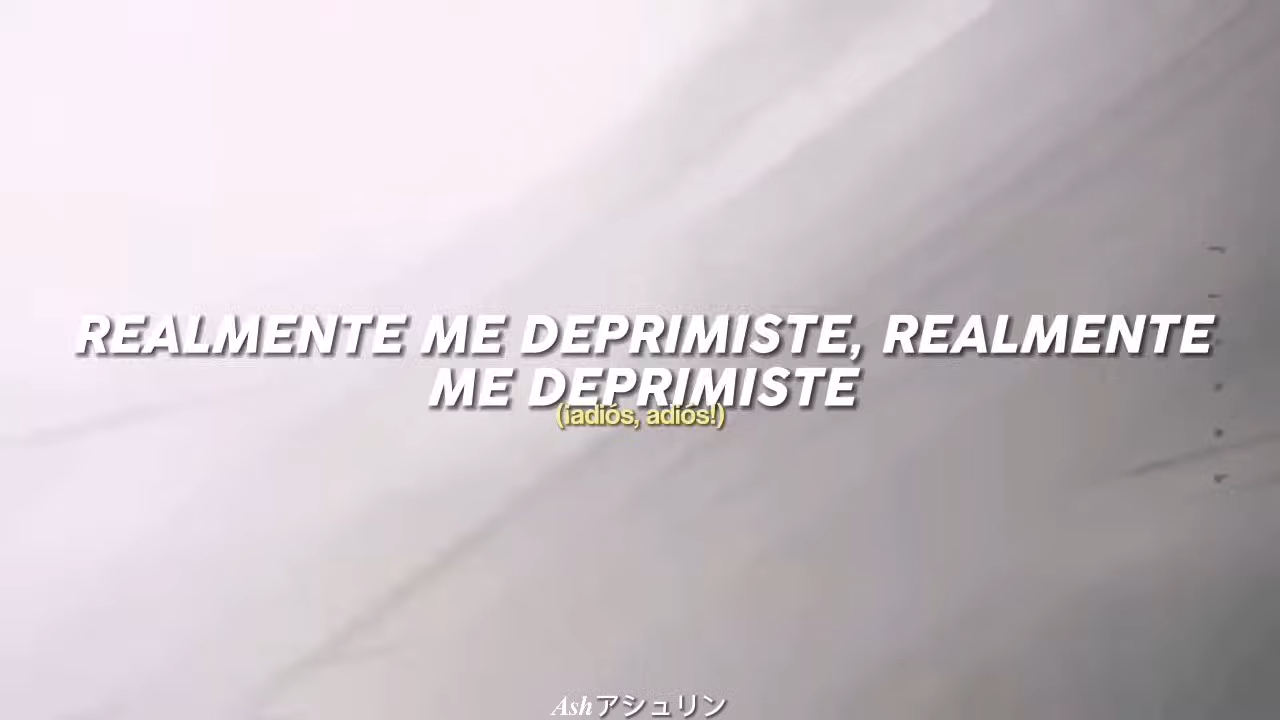 REALMENTE ME DEPRIMISTE, REALMENTE
ME DEPRIMISTE
(¡adiós, adiós!)
Ashアシュリン